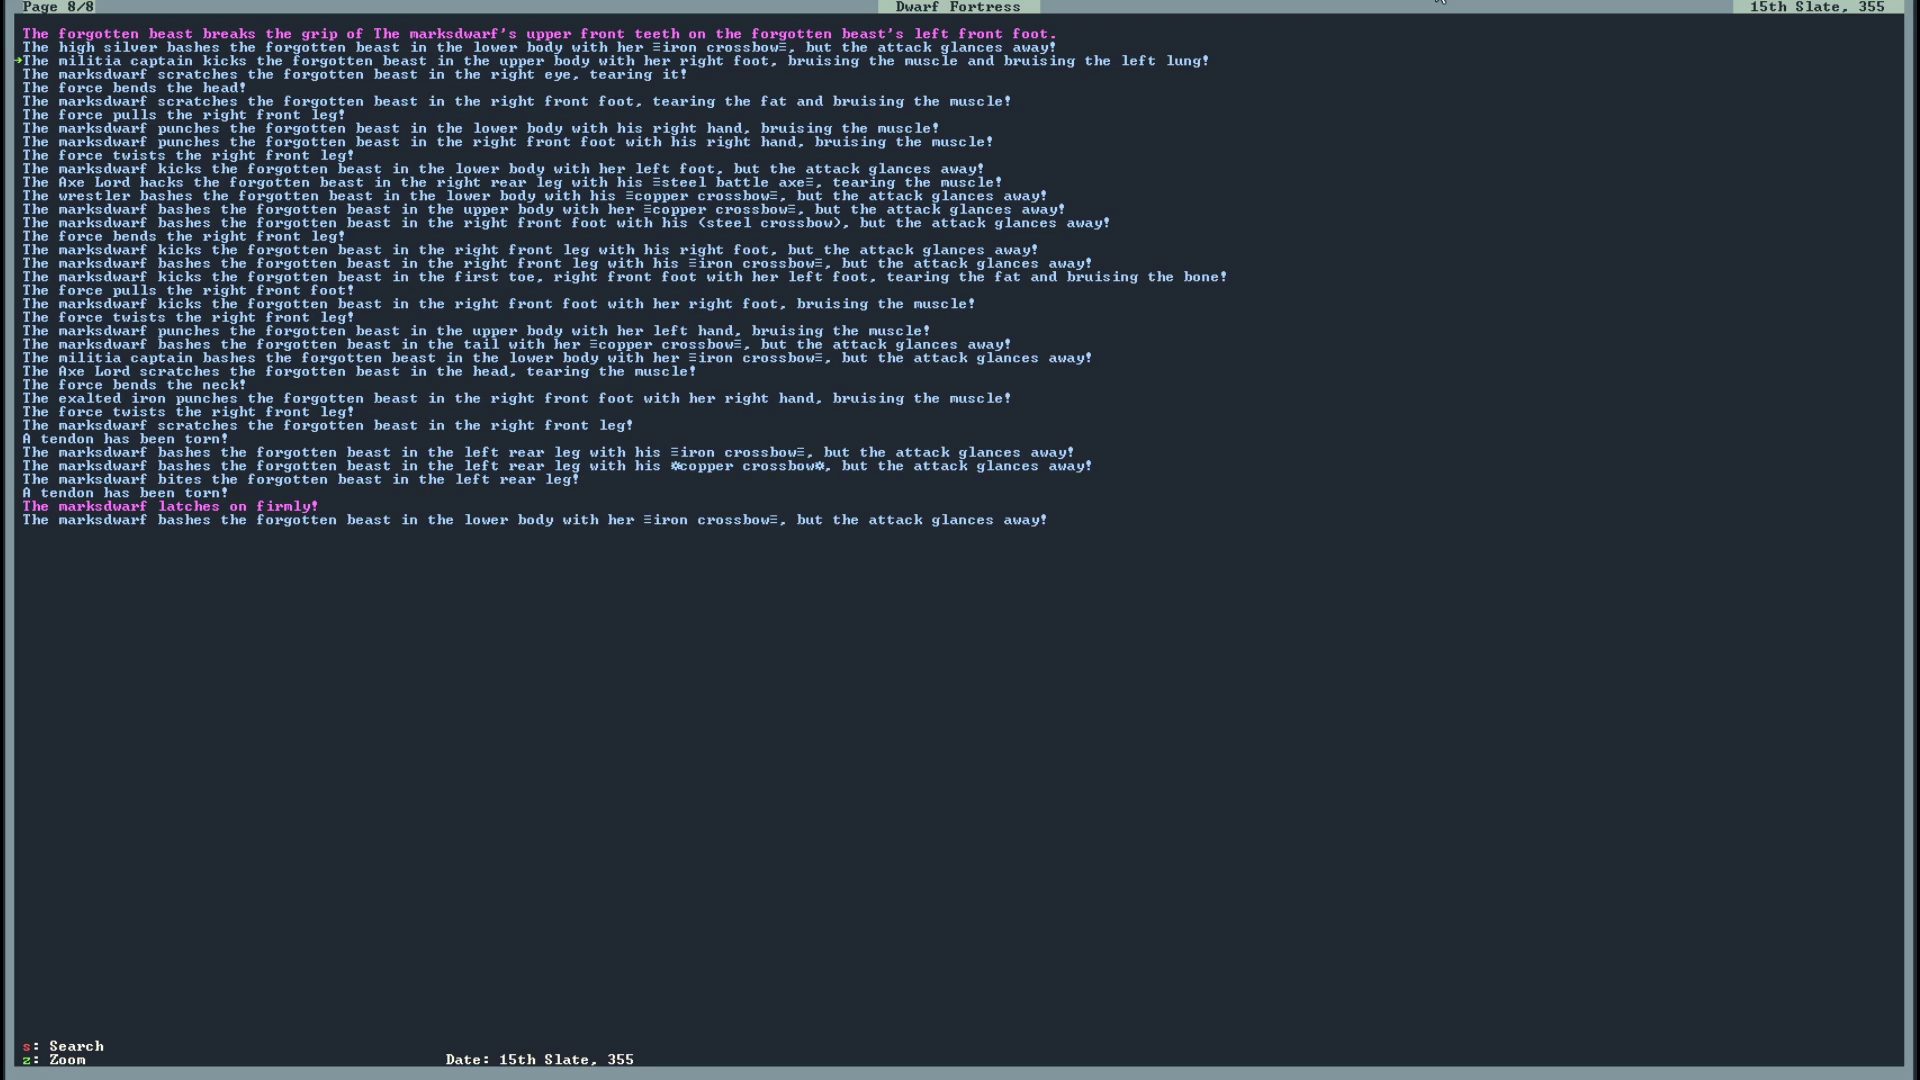 Page 8/8 Dwarf Fortress 15th Slate, 355
The forgotten beast breaks the grip of The marksdwarf's upper front teeth on the forgotten beast's left front foot.
The high silver bashes the forgotten beast in the lower body with her ≡iron crossbow≡, but the attack glances away!
→The militia captain kicks the forgotten beast in the upper body with her right foot, bruising the muscle and bruising the left lung!
The marksdwarf scratches the forgotten beast in the right eye, tearing it!
The force bends the head!
The marksdwarf scratches the forgotten beast in the right front foot, tearing the fat and bruising the muscle!
The force pulls the right front leg!
The marksdwarf punches the forgotten beast in the lower body with his right hand, bruising the muscle!
The marksdwarf punches the forgotten beast in the right front foot with his right hand, bruising the muscle!
The force twists the right front leg!
The marksdwarf kicks the forgotten beast in the lower body with her left foot, but the attack glances away!
The Axe Lord hacks the forgotten beast in the right rear leg with his ≡steel battle axe≡, tearing the muscle!
The wrestler bashes the forgotten beast in the lower body with his ≡copper crossbow≡, but the attack glances away!
The marksdwarf bashes the forgotten beast in the upper body with her ≡copper crossbow≡, but the attack glances away!
The marksdwarf bashes the forgotten beast in the right front foot with his (steel crossbow), but the attack glances away!
The force bends the right front leg!
The marksdwarf kicks the forgotten beast in the right front leg with his right foot, but the attack glances away!
The marksdwarf bashes the forgotten beast in the right front leg with his ≡iron crossbow≡, but the attack glances away!
The marksdwarf kicks the forgotten beast in the first toe, right front foot with her left foot, tearing the fat and bruising the bone!
The force pulls the right front foot!
The marksdwarf kicks the forgotten beast in the right front foot with her right foot, bruising the muscle!
The force twists the right front leg!
The marksdwarf punches the forgotten beast in the upper body with her left hand, bruising the muscle!
The marksdwarf bashes the forgotten beast in the tail with her ≡copper crossbow≡, but the attack glances away!
The militia captain bashes the forgotten beast in the lower body with her ≡iron crossbow≡, but the attack glances away!
The Axe Lord scratches the forgotten beast in the head, tearing the muscle!
The force bends the neck!
The exalted iron punches the forgotten beast in the right front foot with her right hand, bruising the muscle!
The force twists the right front leg!
The marksdwarf scratches the forgotten beast in the right front leg!
A tendon has been torn!
The marksdwarf bashes the forgotten beast in the left rear leg with his ≡iron crossbow≡, but the attack glances away!
The marksdwarf bashes the forgotten beast in the left rear leg with his ☼copper crossbow☼, but the attack glances away!
The marksdwarf bites the forgotten beast in the left rear leg!
A tendon has been torn!
The marksdwarf latches on firmly!
The marksdwarf bashes the forgotten beast in the lower body with her ≡iron crossbow≡, but the attack glances away!
s: Search
z: Zoom Date: 15th Slate, 355